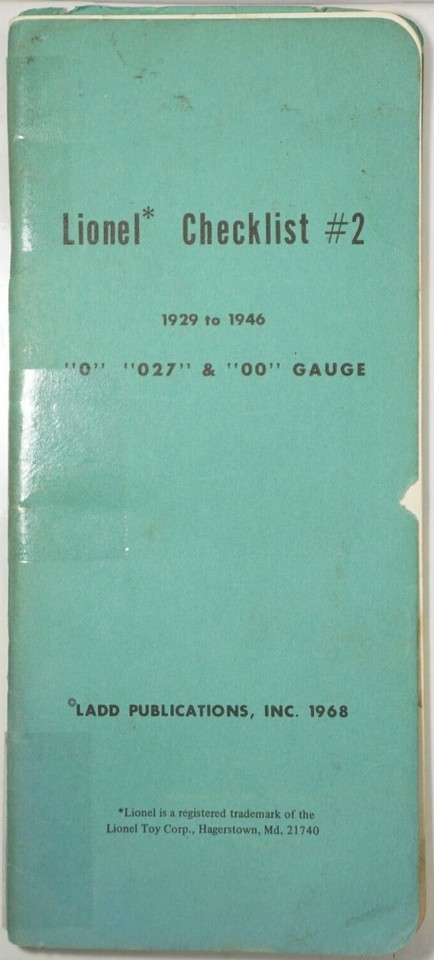 Lionel* Checklist #2
1929 to 1946
"0" "027" & "00" GAUGE
©LADD PUBLICATIONS, INC. 1968
*Lionel is a registered trademark of the
Lionel Toy Corp., Hagerstown, Md. 21740